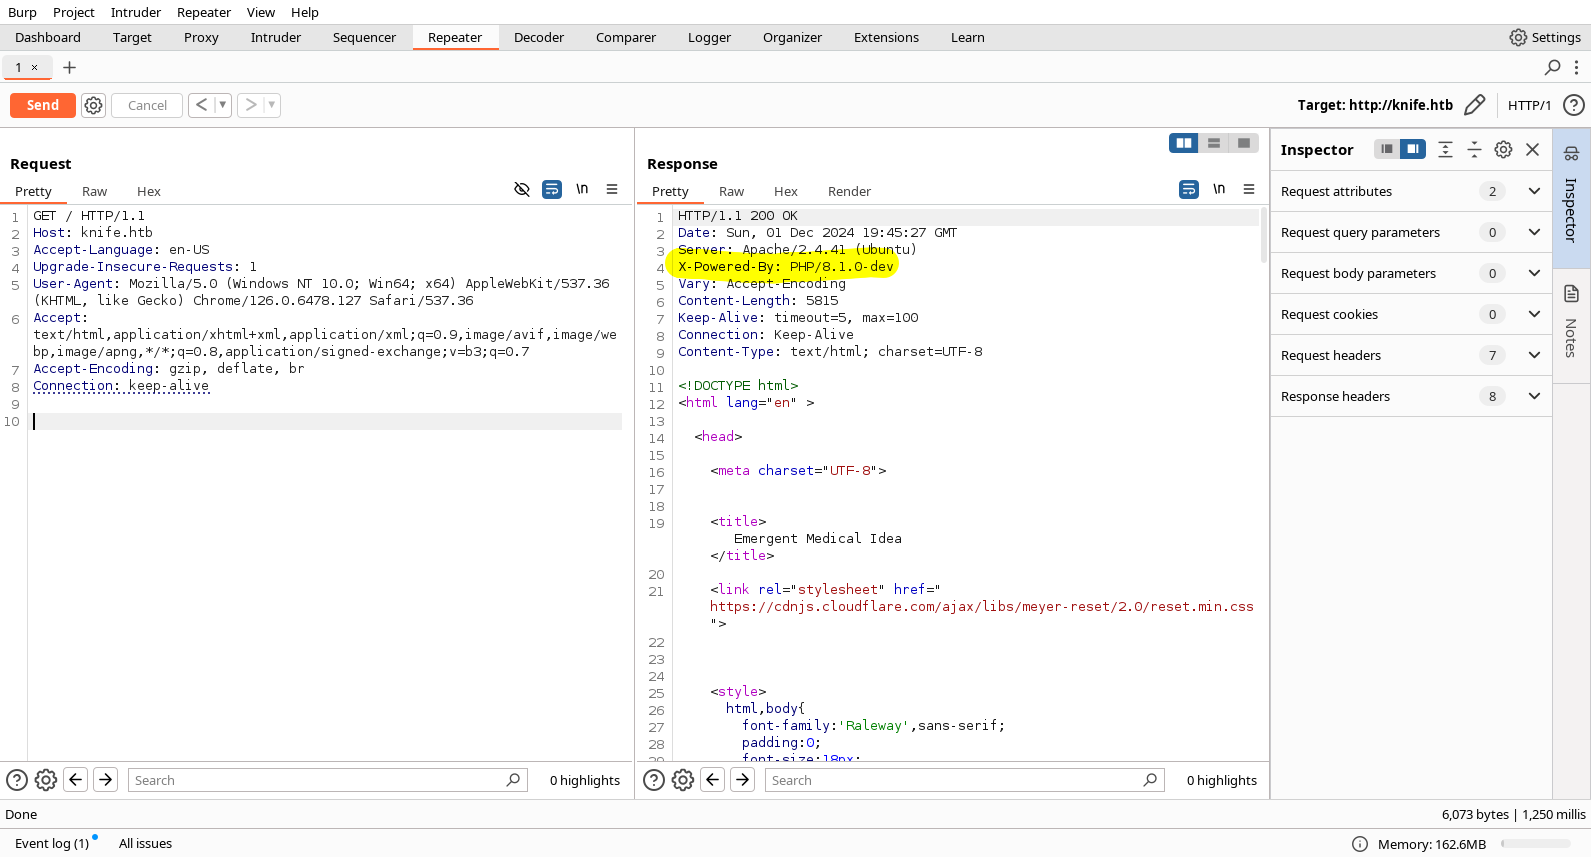 Burp Project Intruder Repeater View Help
Dashboard Target Proxy Intruder Repeater Sequencer Decoder Comparer Logger Organizer Extensions Learn Settings
1 × +
Send Cancel < > Target: http://knife.htb HTTP/1 ?
Request
Pretty Raw Hex \n
1 GET / HTTP/1.1
2 Host: knife.htb
3 Accept-Language: en-US
4 Upgrade-Insecure-Requests: 1
5 User-Agent: Mozilla/5.0 (Windows NT 10.0; Win64; x64) AppleWebKit/537.36
(KHTML, like Gecko) Chrome/126.0.6478.127 Safari/537.36
6 Accept:
text/html,application/xhtml+xml,application/xml;q=0.9,image/avif,image/we
bp,image/apng,*/*;q=0.8,application/signed-exchange;v=b3;q=0.7
7 Accept-Encoding: gzip, deflate, br
8 Connection: keep-alive
9
10
? Search 0 highlights
Response
Pretty Raw Hex Render \n
1 HTTP/1.1 200 OK
2 Date: Sun, 01 Dec 2024 19:45:27 GMT
3 Server: Apache/2.4.41 (Ubuntu)
4 X-Powered-By: PHP/8.1.0-dev
5 Vary: Accept-Encoding
6 Content-Length: 5815
7 Keep-Alive: timeout=5, max=100
8 Connection: Keep-Alive
9 Content-Type: text/html; charset=UTF-8
10
11 <!DOCTYPE html>
12 <html lang="en" >
13
14 <head>
15
16 <meta charset="UTF-8">
17
18
19 <title>
Emergent Medical Idea
</title>
20
21 <link rel="stylesheet" href="
https://cdnjs.cloudflare.com/ajax/libs/meyer-reset/2.0/reset.min.css
">
22
23
24
25 <style>
26 html,body{
27 font-family:'Raleway',sans-serif;
28 padding:0;
29 font-size:18px;
? Search 0 highlights
Inspector
Request attributes 2
Request query parameters 0
Request body parameters 0
Request cookies 0
Request headers 7
Response headers 8
Inspector
Notes
Done 6,073 bytes | 1,250 millis
Event log (1) All issues Memory: 162.6MB